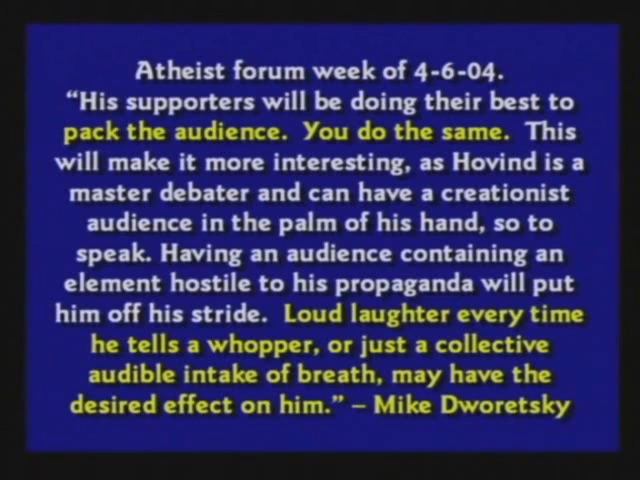 Atheist forum week of 4-6-04.
“His supporters will be doing their best to
pack the audience.  You do the same.  This
will make it more interesting, as Hovind is a
master debater and can have a creationist
audience in the palm of his hand, so to
speak. Having an audience containing an
element hostile to his propaganda will put
him off his stride.  Loud laughter every time
he tells a whopper, or just a collective
audible intake of breath, may have the
desired effect on him.” – Mike Dworetsky